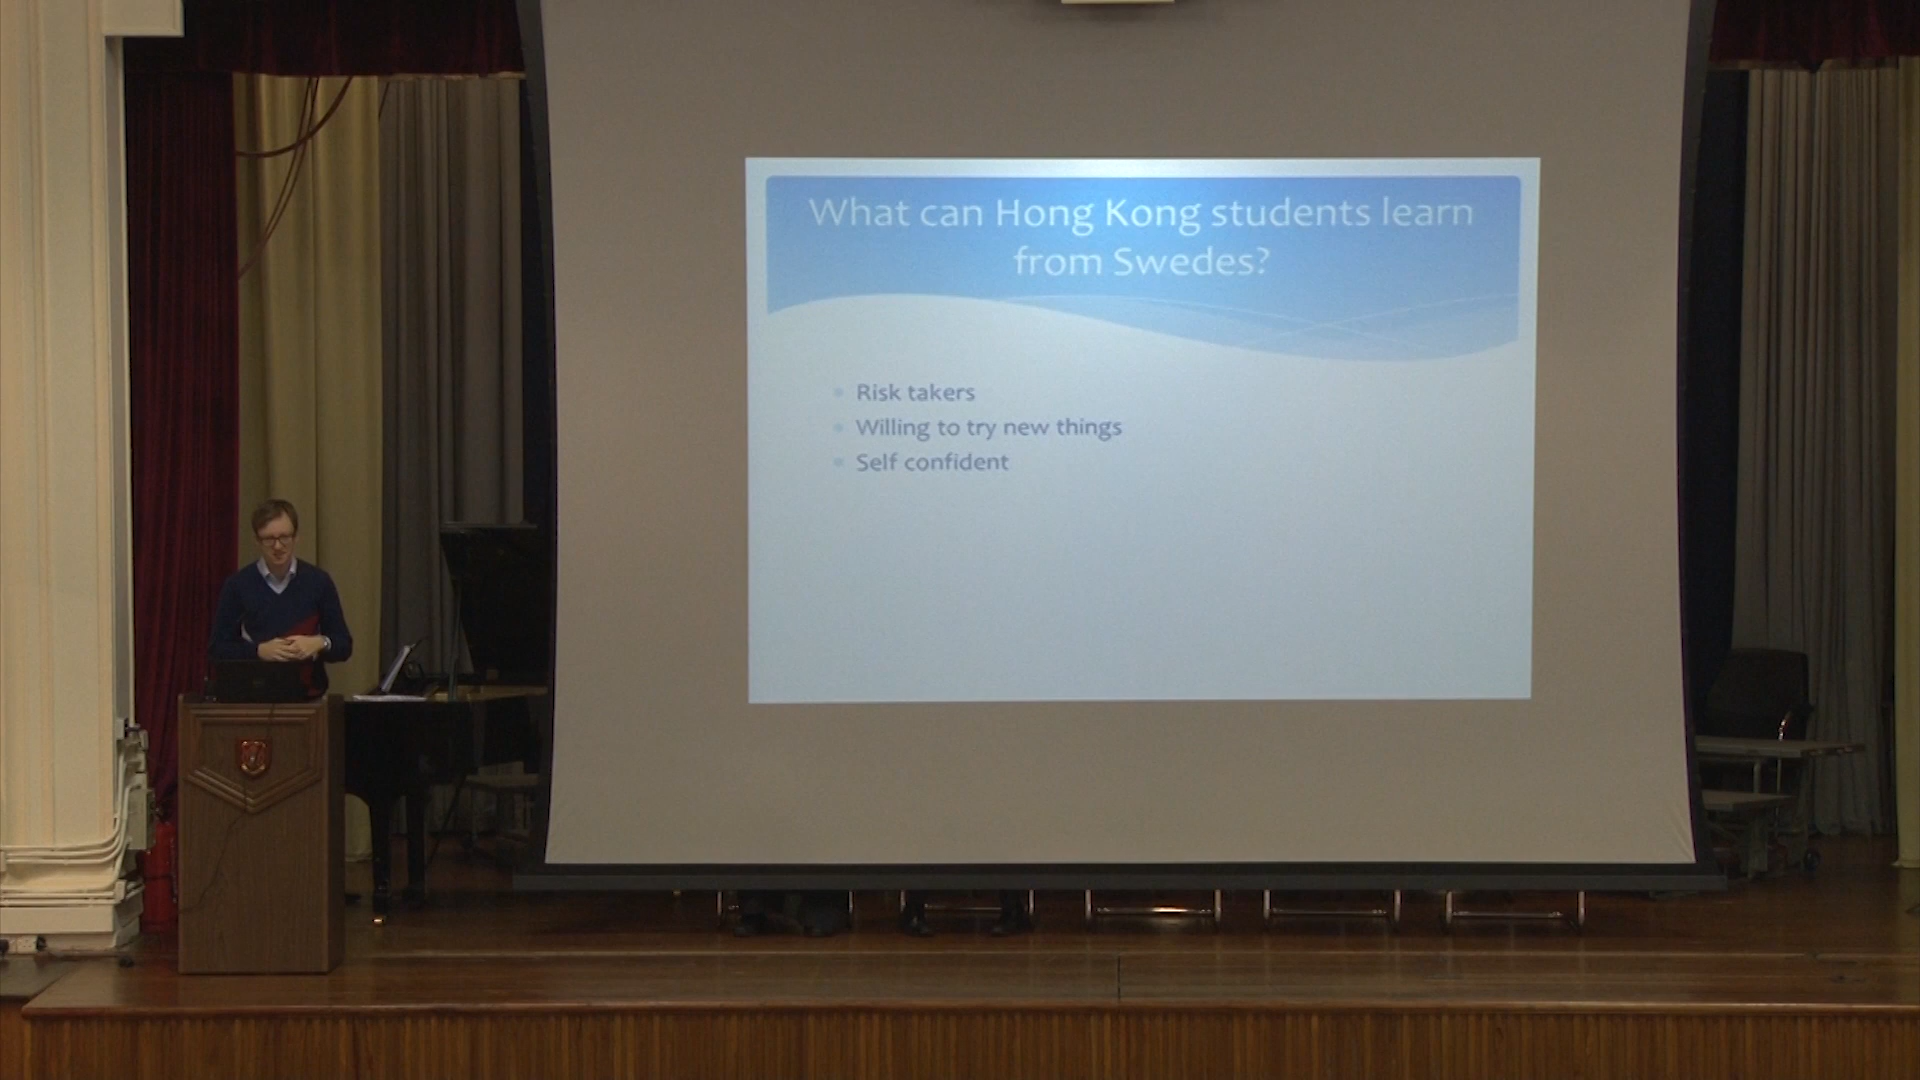 What can Hong Kong students learn
from Swedes?
Risk takers
Willing to try new things
Self confident